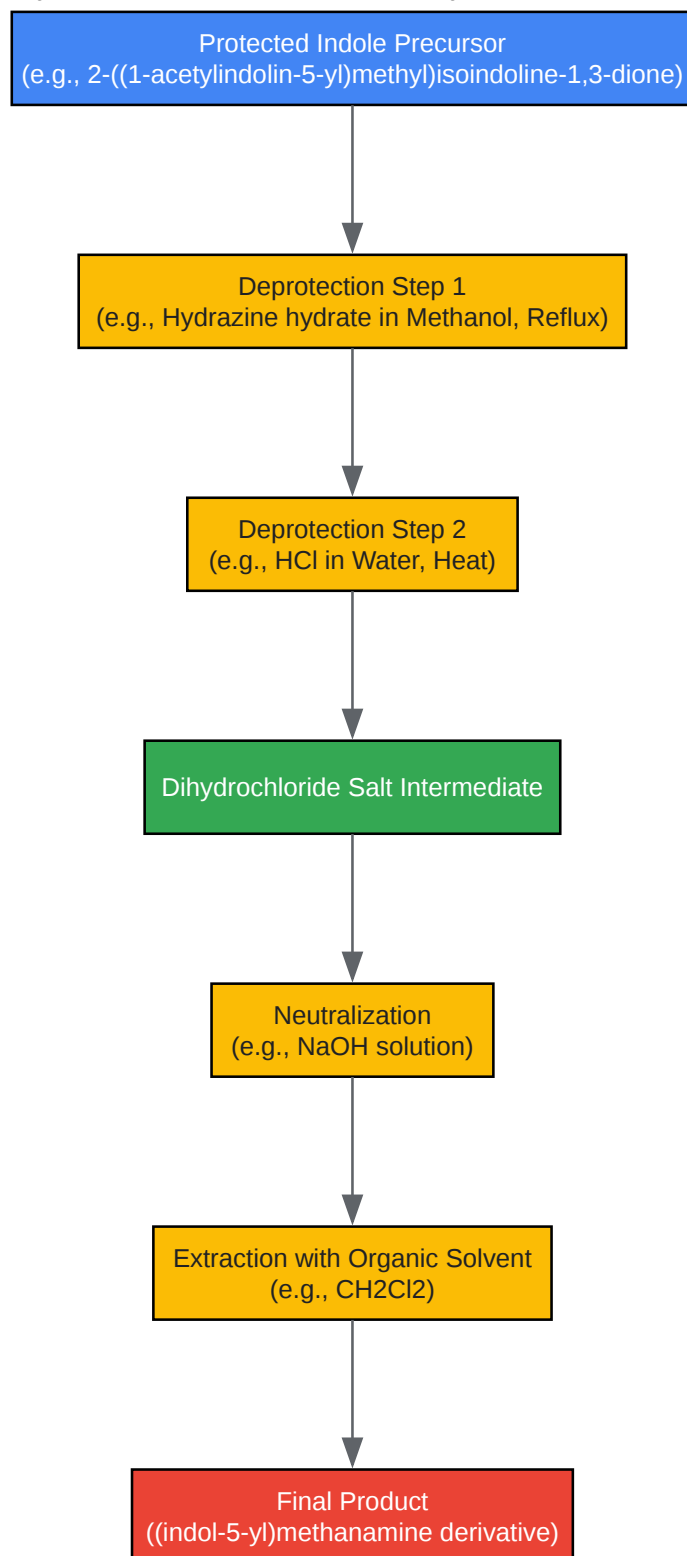 Protected Indole Precursor
(e.g., 2-((1-acetylindolin-5-yl)methyl)isoindoline-1,3-dione)
Deprotection Step 1
(e.g., Hydrazine hydrate in Methanol, Reflux)
Deprotection Step 2
(e.g., HCl in Water, Heat)
Dihydrochloride Salt Intermediate
Neutralization
(e.g., NaOH solution)
Extraction with Organic Solvent
(e.g., CH2Cl2)
Final Product
((indol-5-yl)methanamine derivative)